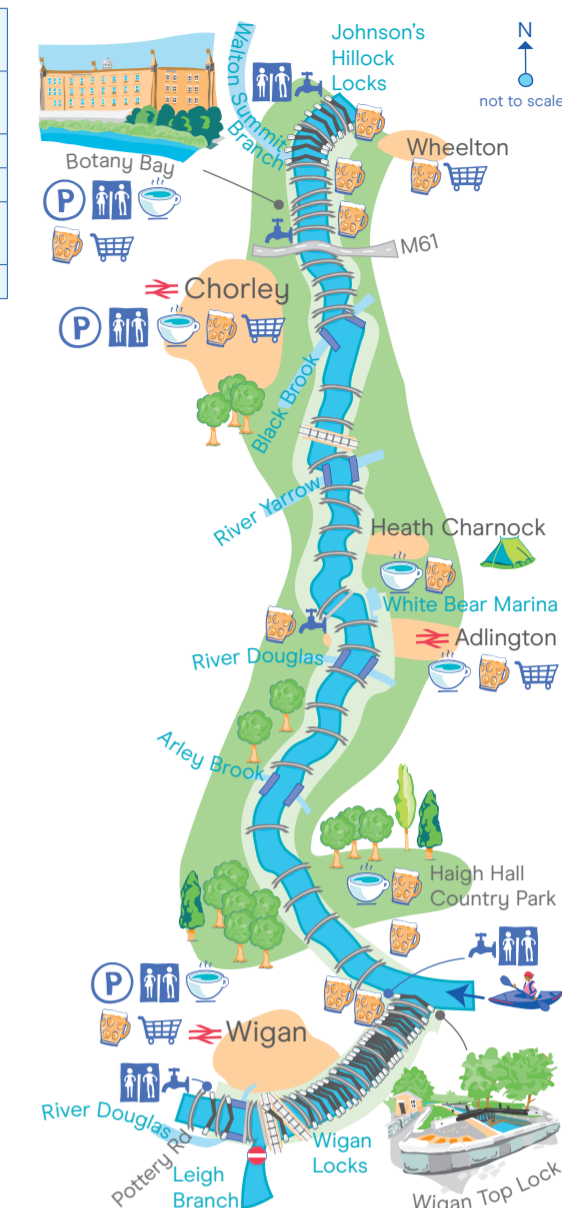 Johnson's
Hillock
Locks
N
not to scale
Walton Summit
Branch
Wheelton
Botany Bay
P
M61
Chorley
P
Black Brook
River Yarrow
Heath Charnock
White Bear Marina
Adlington
River Douglas
Arley Brook
Haigh Hall
Country Park
P
Wigan
River Douglas
Pottery Rd
Leigh
Branch
Wigan
Locks
Wigan Top Lock